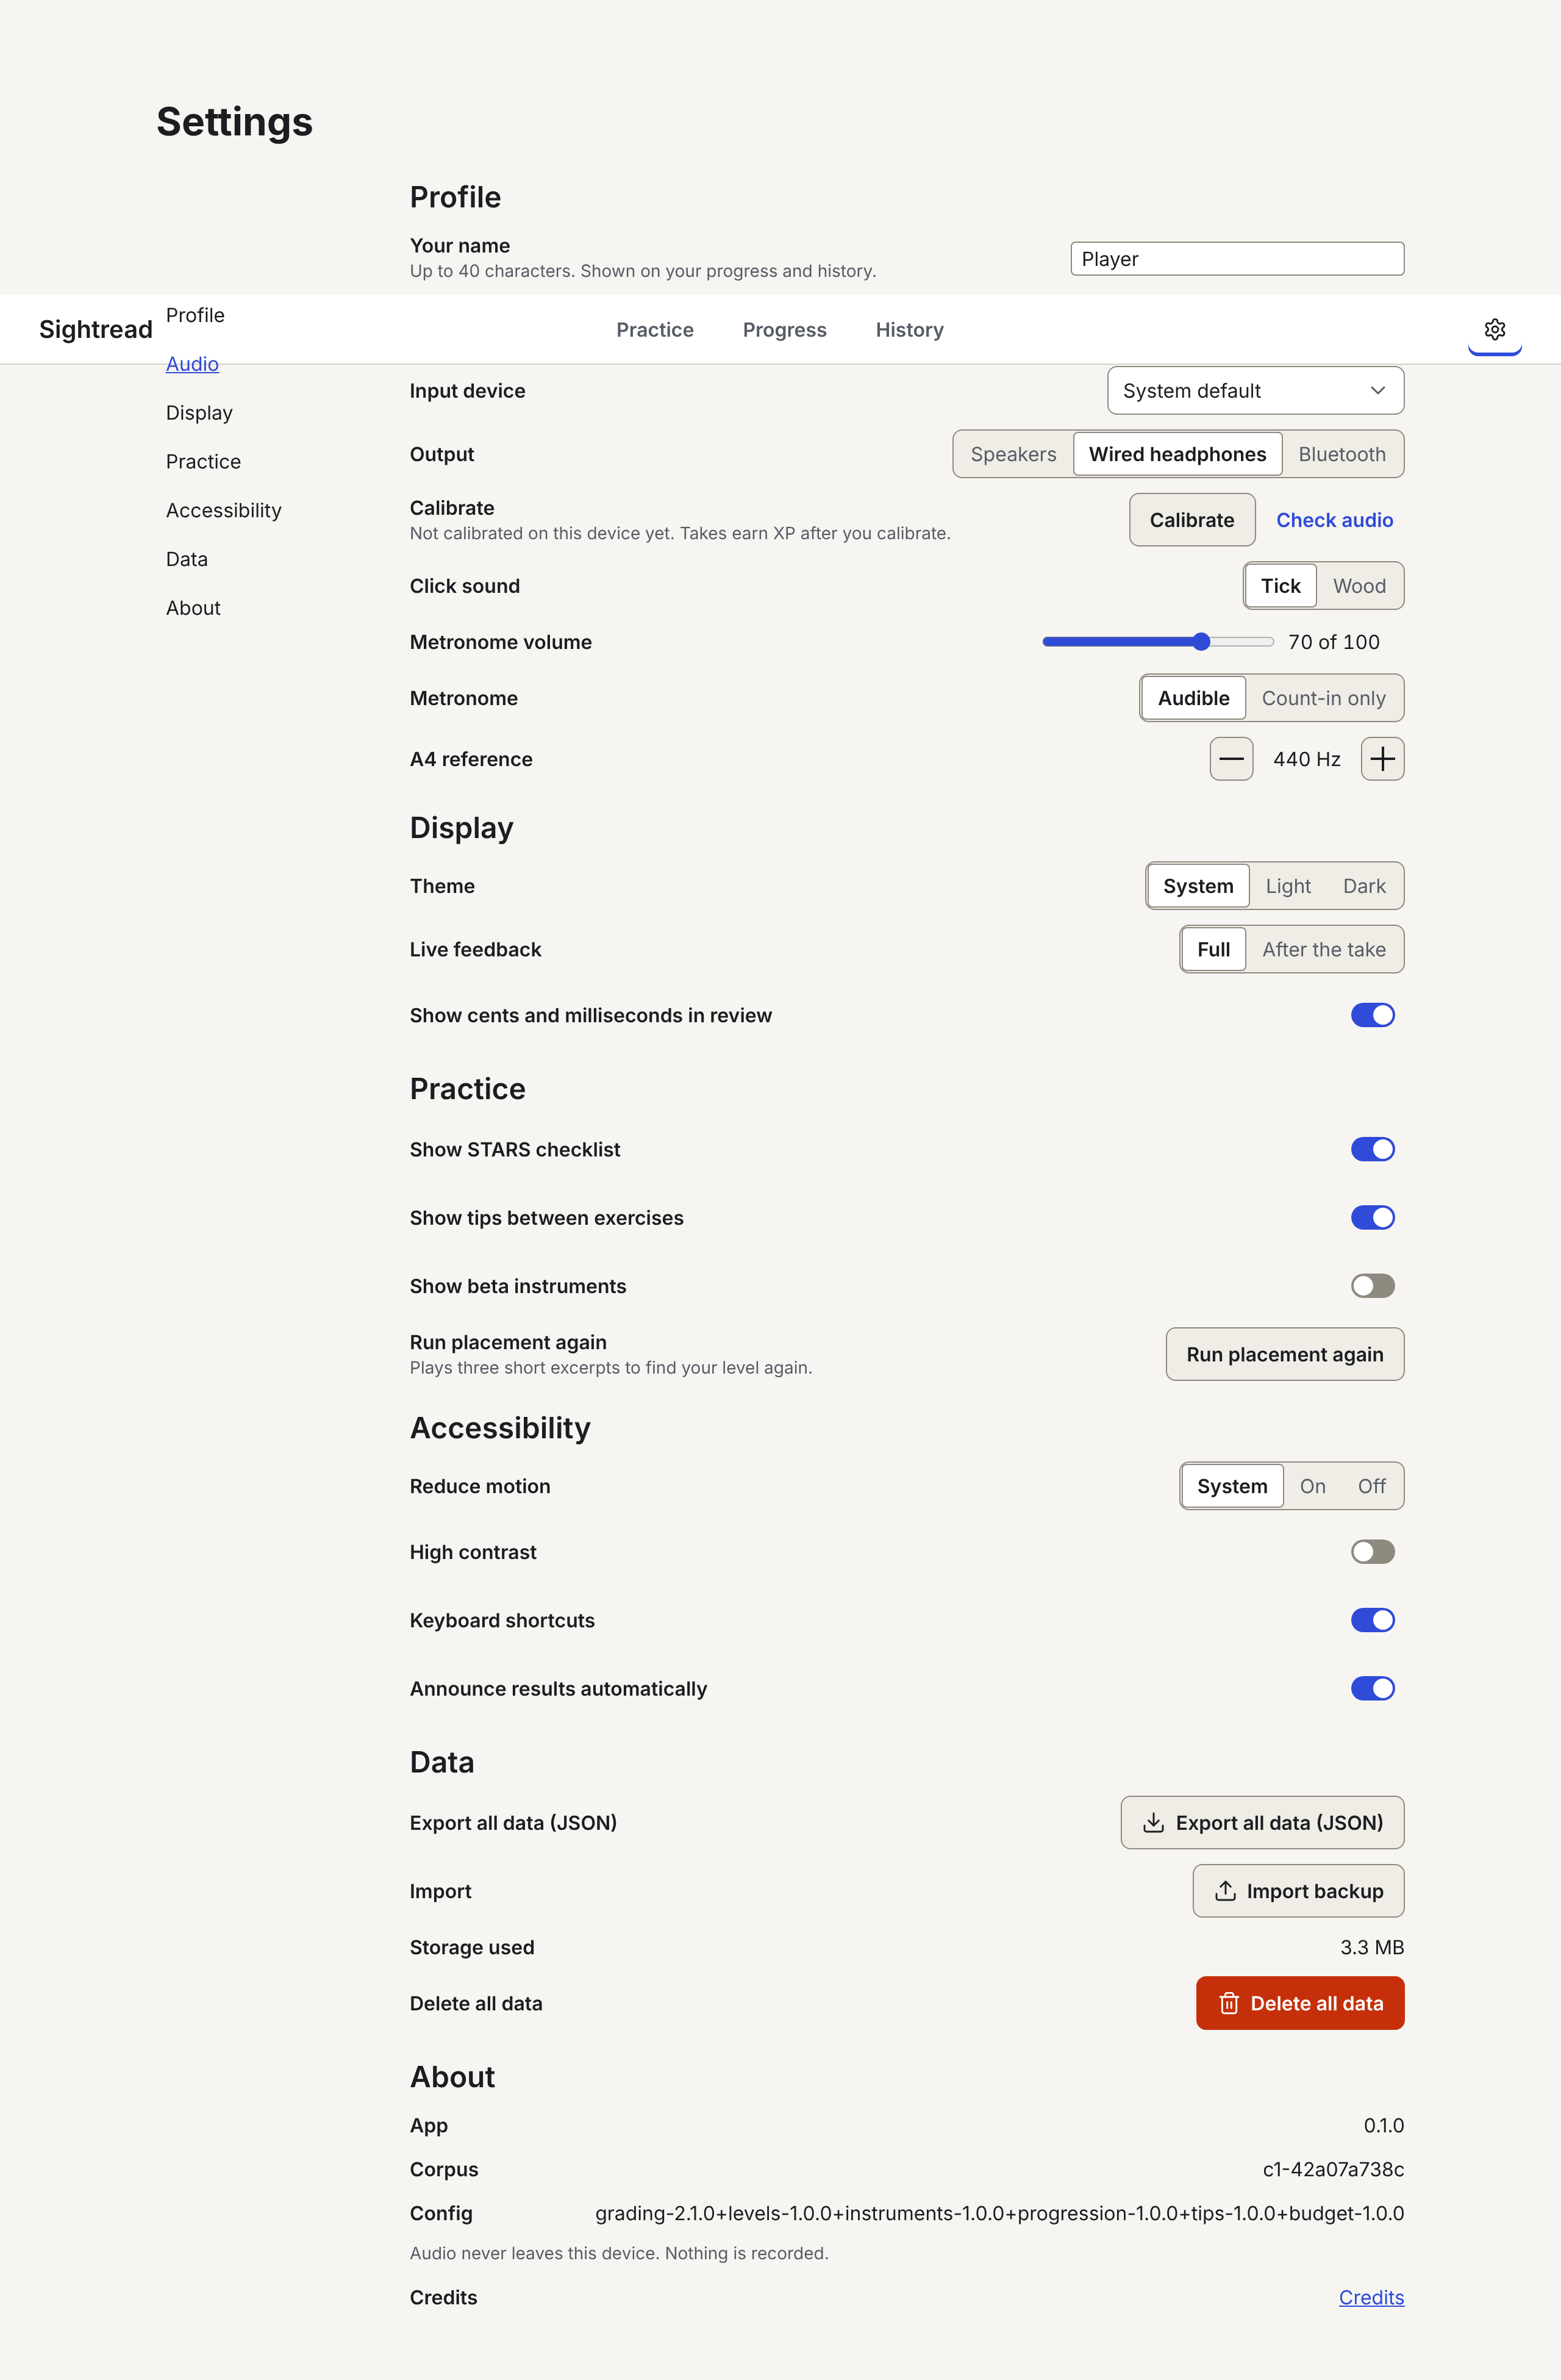 Settings
Profile
Your name
Up to 40 characters. Shown on your progress and history.
Player
Sightread
Practice
Progress
History
Profile
Audio
Display
Practice
Accessibility
Data
About
Input device
System default
Output
Speakers
Wired headphones
Bluetooth
Calibrate
Not calibrated on this device yet. Takes earn XP after you calibrate.
Calibrate
Check audio
Click sound
Tick
Wood
Metronome volume
70 of 100
Metronome
Audible
Count-in only
A4 reference
440 Hz
Display
Theme
System
Light
Dark
Live feedback
Full
After the take
Show cents and milliseconds in review
Practice
Show STARS checklist
Show tips between exercises
Show beta instruments
Run placement again
Plays three short excerpts to find your level again.
Run placement again
Accessibility
Reduce motion
System
On
Off
High contrast
Keyboard shortcuts
Announce results automatically
Data
Export all data (JSON)
Export all data (JSON)
Import
Import backup
Storage used
3.3 MB
Delete all data
Delete all data
About
App
0.1.0
Corpus
c1-42a07a738c
Config
grading-2.1.0+levels-1.0.0+instruments-1.0.0+progression-1.0.0+tips-1.0.0+budget-1.0.0
Audio never leaves this device. Nothing is recorded.
Credits
Credits